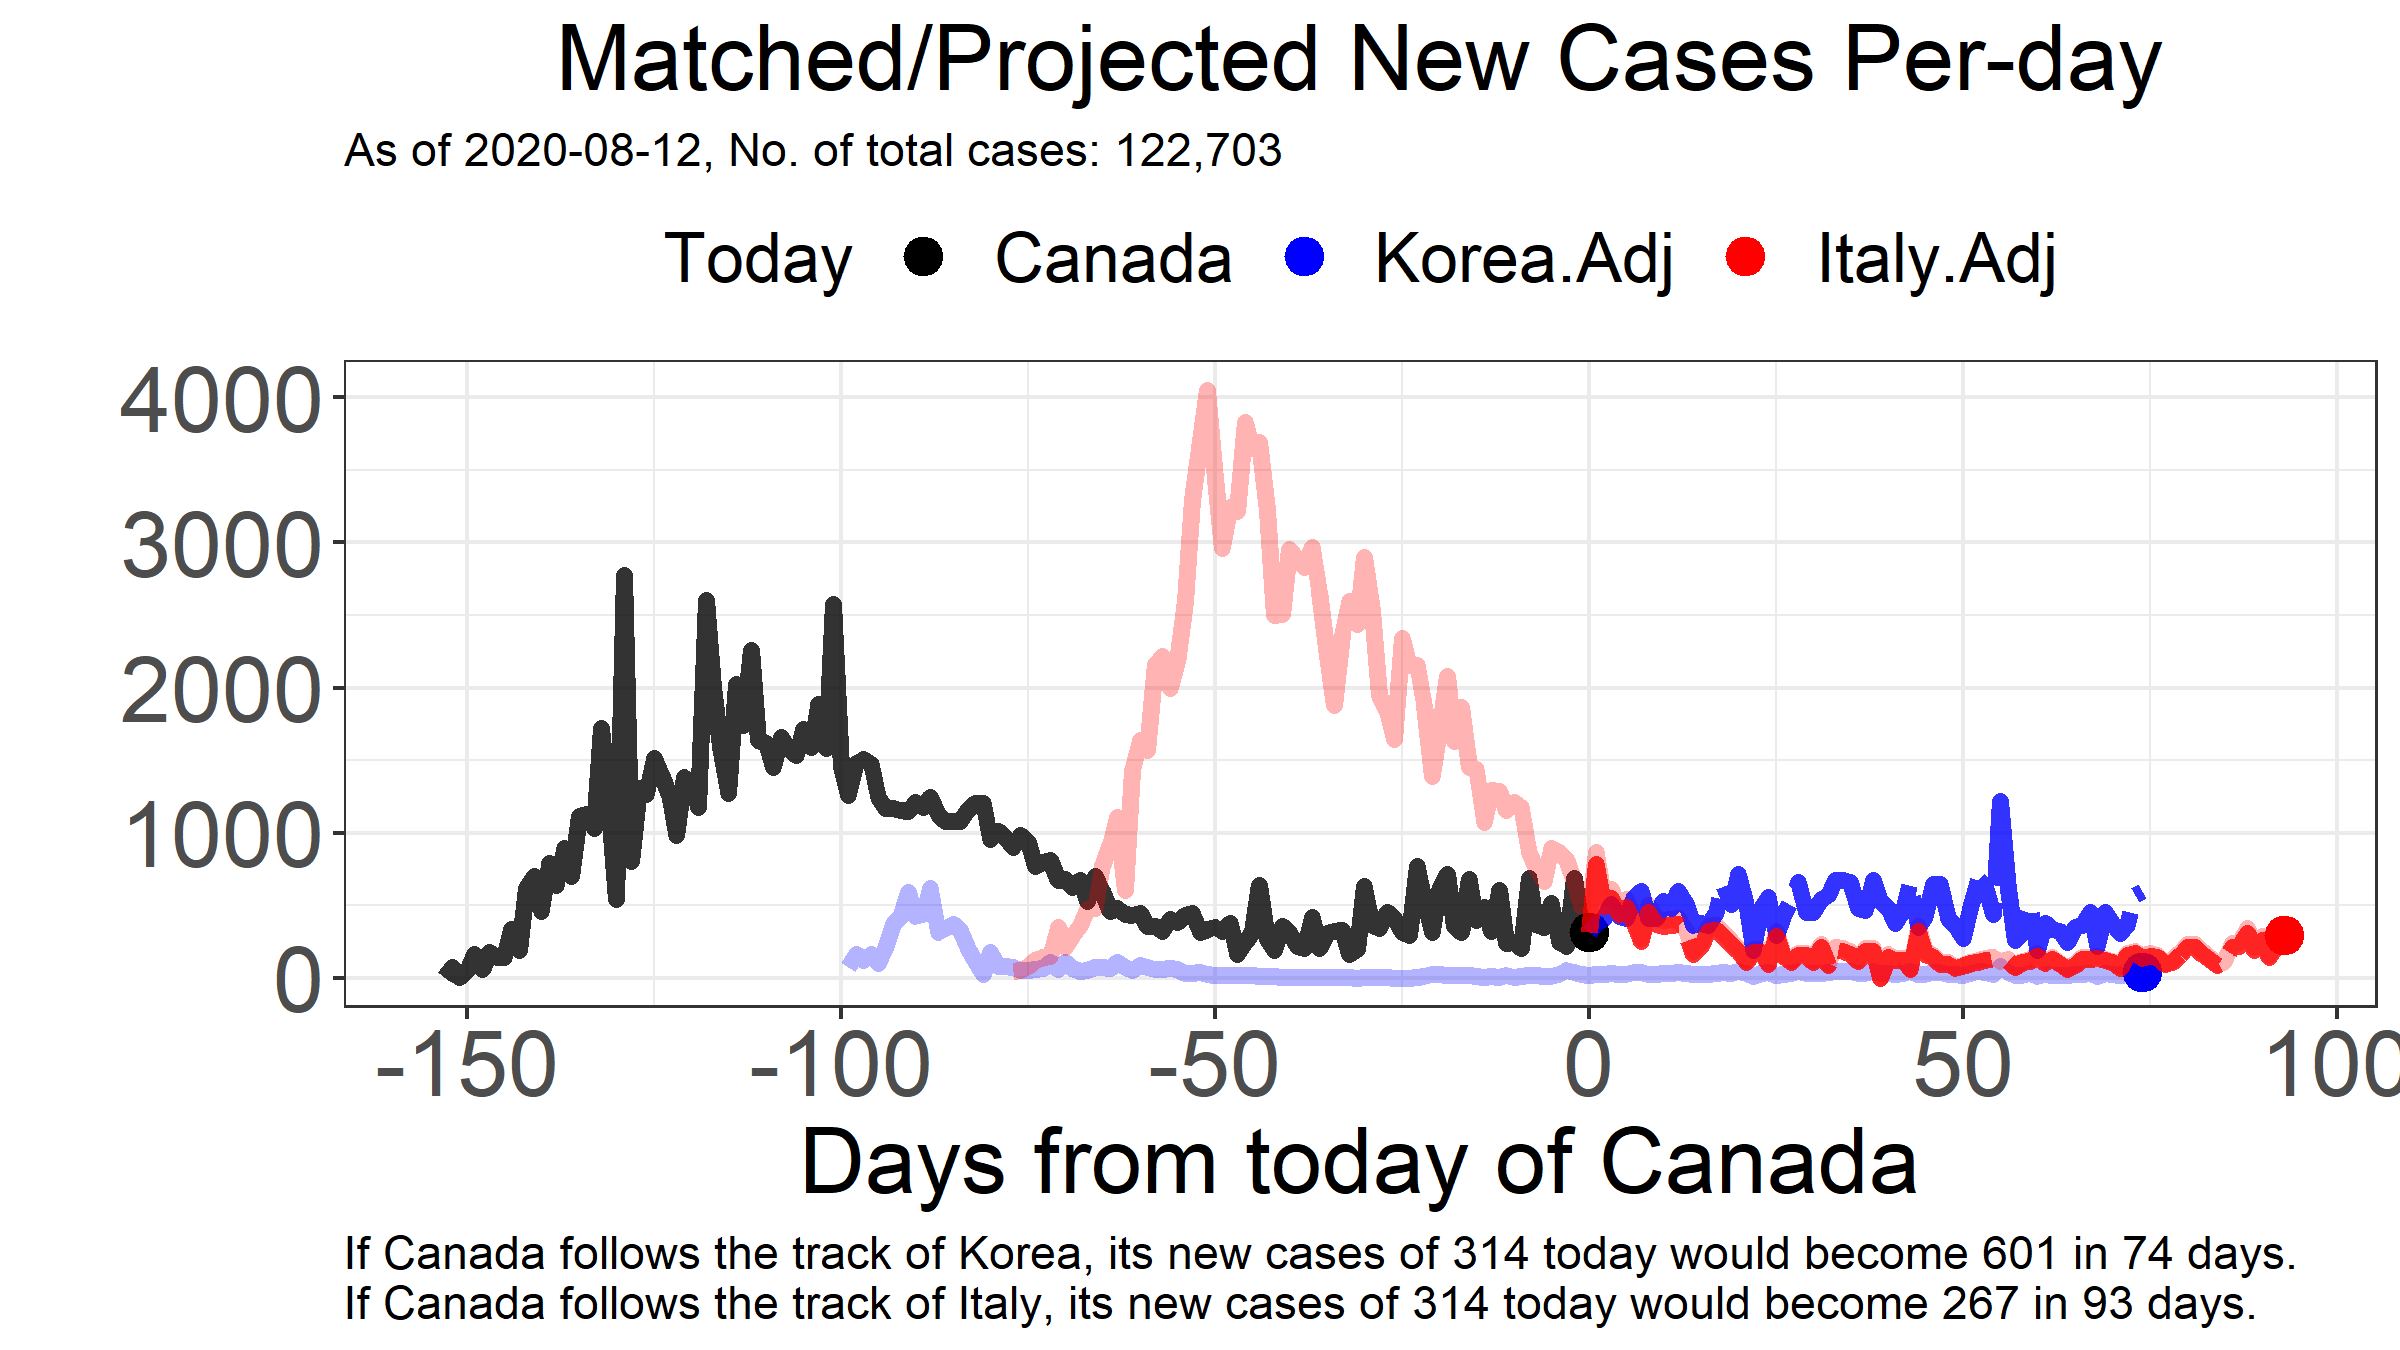 Matched/Projected New Cases Per-day
As of 2020-08-12, No. of total cases: 122,703
Today Canada Korea.Adj Italy.Adj
4000
3000
2000
1000
0
-150 -100 -50 0 50 100
Days from today of Canada
If Canada follows the track of Korea, its new cases of 314 today would become 601 in 74 days.
If Canada follows the track of Italy, its new cases of 314 today would become 267 in 93 days.